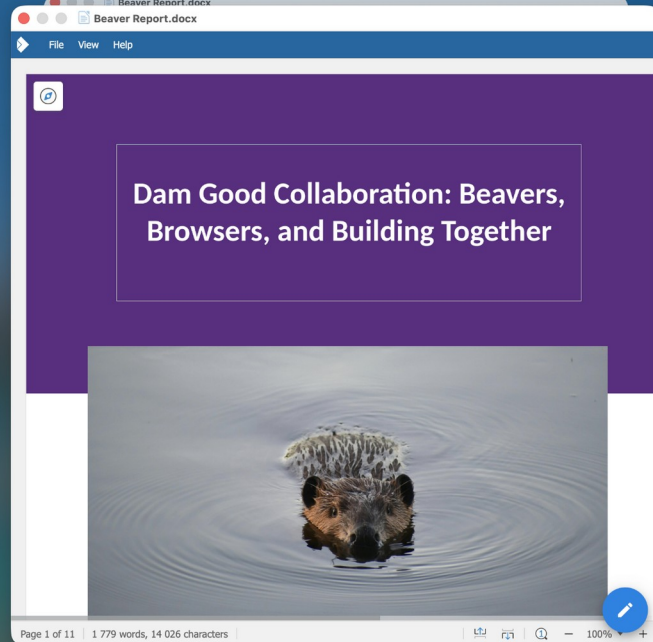 Beaver Report.docx
Beaver Report.docx
File View Help
Dam Good Collaboration: Beavers,
Browsers, and Building Together
Page 1 of 11 1 779 words, 14 026 characters 1 − 100% +